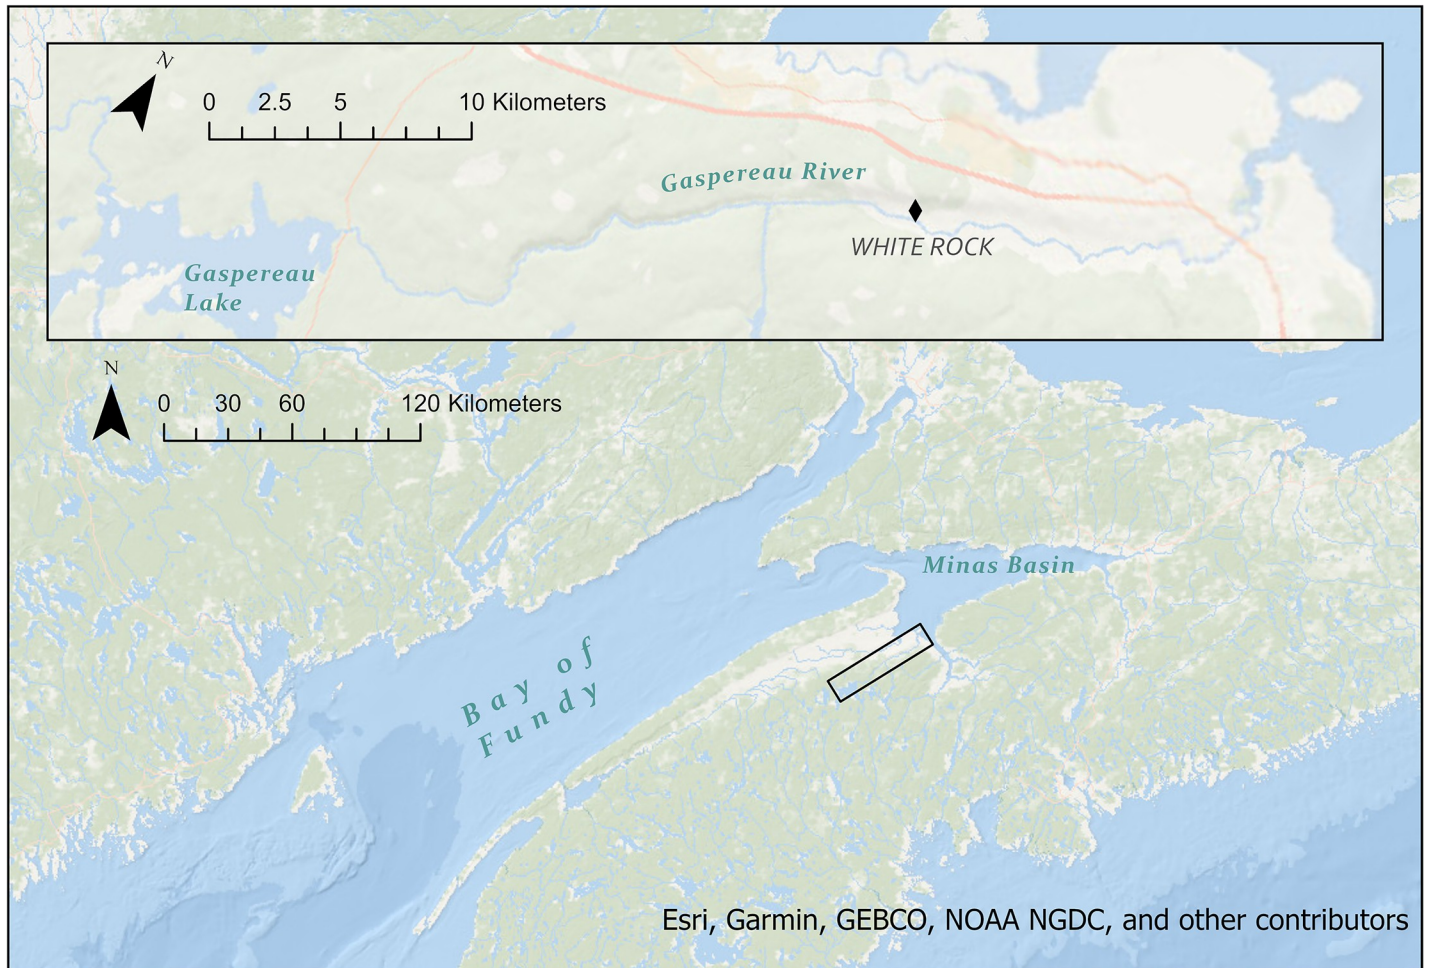 N
0 2.5 5 10 Kilometers
Gaspereau River
WHITE ROCK
Gaspereau
Lake
N
0 30 60 120 Kilometers
Minas Basin
Bay of
Fundy
Esri, Garmin, GEBCO, NOAA NGDC, and other contributors